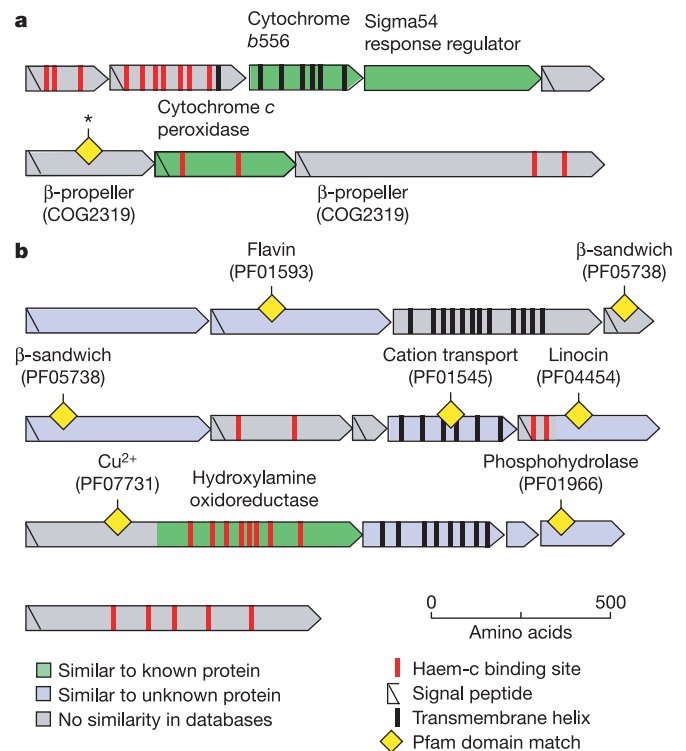 a
Cytochrome
b556
Sigma54
response regulator
*
Cytochrome c
peroxidase
β-propeller
(COG2319)
β-propeller
(COG2319)
b
Flavin
(PF01593)
β-sandwich
(PF05738)
β-sandwich
(PF05738)
Cation transport
(PF01545)
Linocin
(PF04454)
Cu²⁺
(PF07731)
Hydroxylamine
oxidoreductase
Phosphohydrolase
(PF01966)
0 500
Amino acids
Similar to known protein
Similar to unknown protein
No similarity in databases
Haem-c binding site
Signal peptide
Transmembrane helix
Pfam domain match